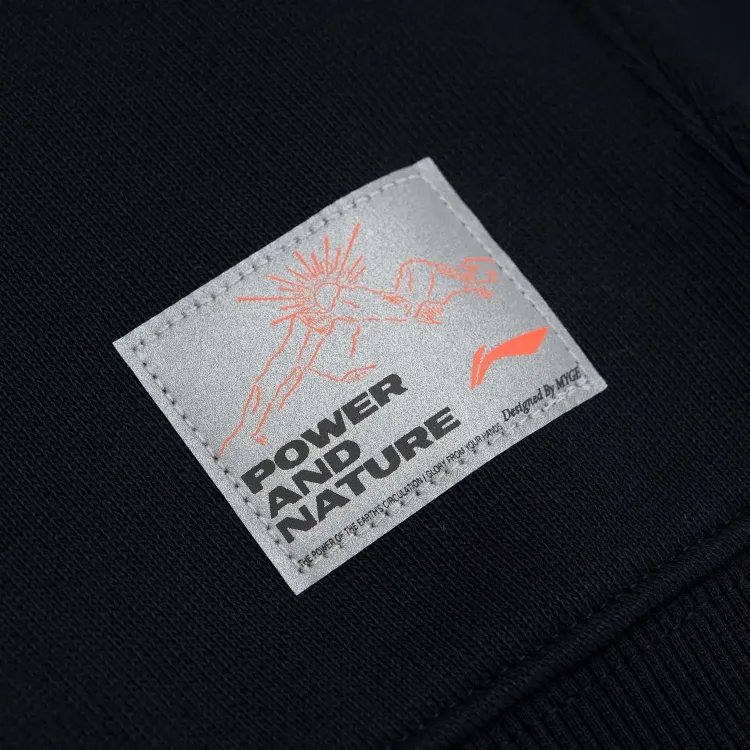 POWER
AND
NATURE
Designed By MYGE
THE POWER OF THE EARTH'S CIRCULATION | GLORY FROM YOUR HANDS